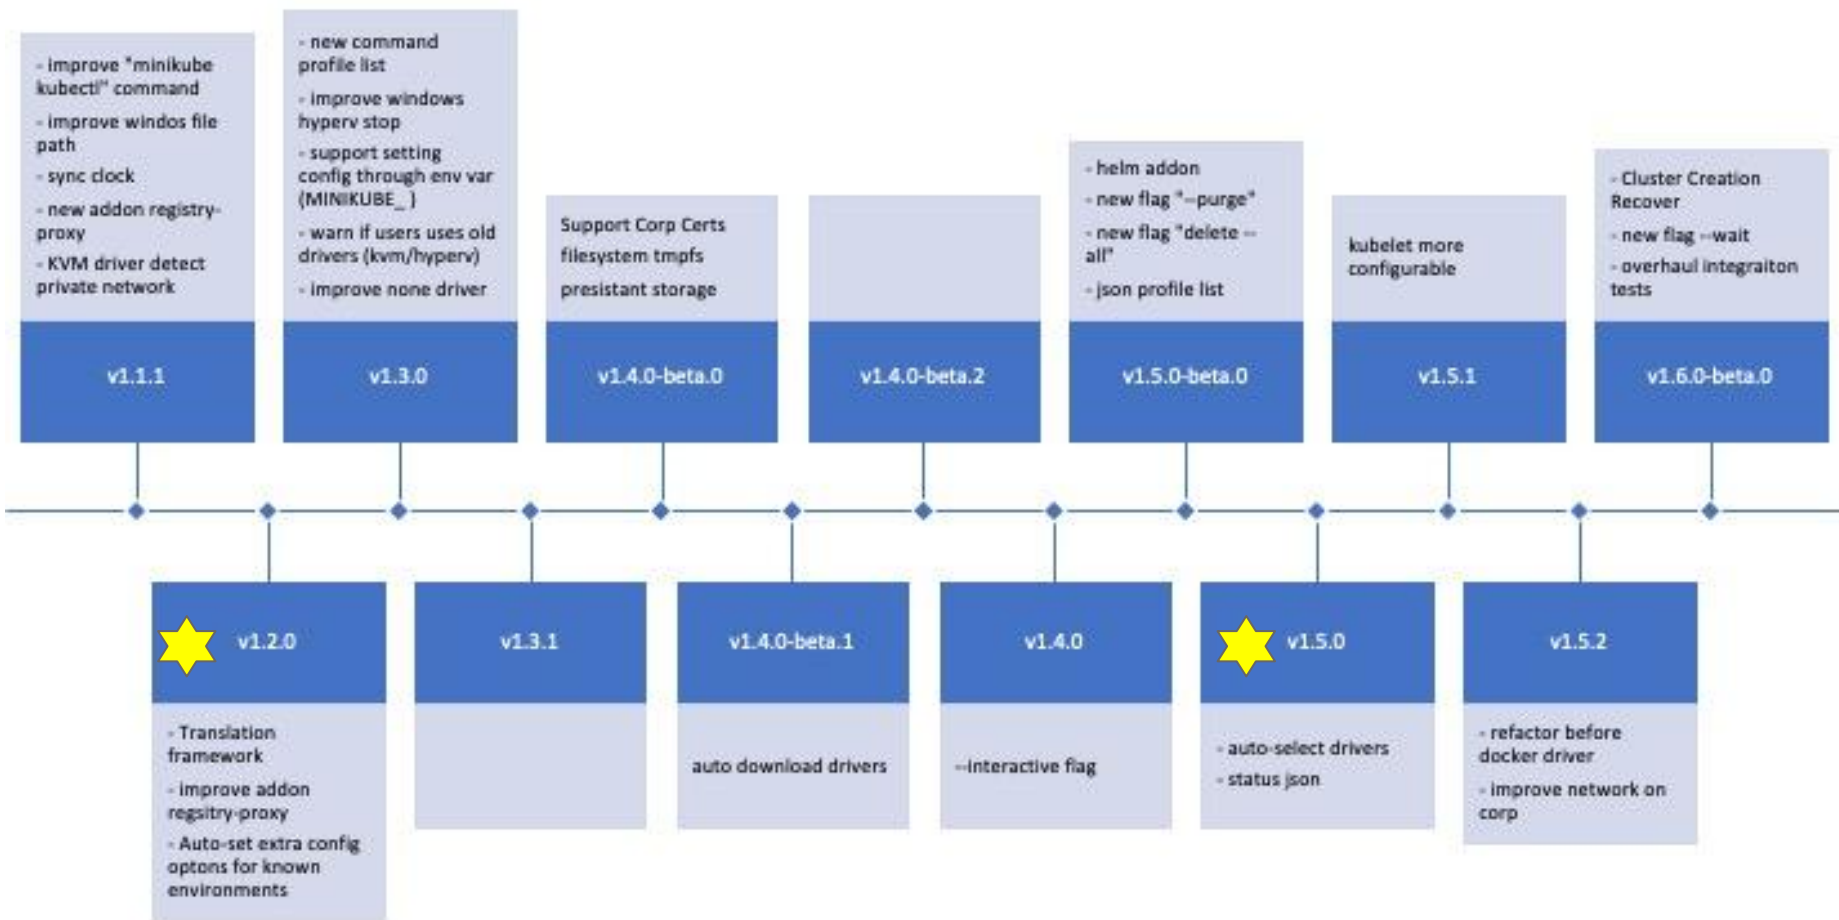 - improve "minikube
kubectl" command
- improve windos file
path
- sync clock
- new addon registry-
proxy
- KVM driver detect
private network
v1.1.1
- new command
profile list
- improve windows
hyperv stop
- support setting
config through env var
(MINIKUBE_ )
- warn if users uses old
drivers (kvm/hyperv)
- improve none driver
v1.3.0
Support Corp Certs
filesystem tmpfs
presistant storage
v1.4.0-beta.0
v1.4.0-beta.2
- helm addon
- new flag "--purge"
- new flag "delete --
all"
- json profile list
v1.5.0-beta.0
kubelet more
configurable
v1.5.1
- Cluster Creation
Recover
- new flag --wait
- overhaul integraiton
tests
v1.6.0-beta.0
v1.2.0
- Translation
framework
- improve addon
regsitry-proxy
- Auto-set extra config
optons for known
environments
v1.3.1
v1.4.0-beta.1
auto download drivers
v1.4.0
--interactive flag
v1.5.0
- auto-select drivers
- status json
v1.5.2
- refactor before
docker driver
- improve network on
corp